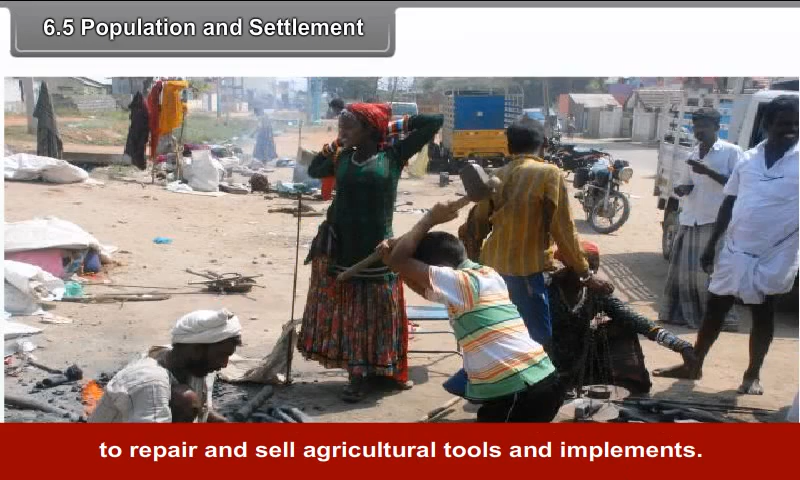 6.5 Population and Settlement
to repair and sell agricultural tools and implements.